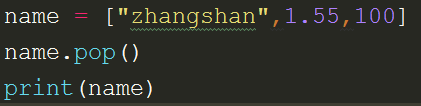 name = ["zhangshan",1.55,100]
name.pop()
print(name)